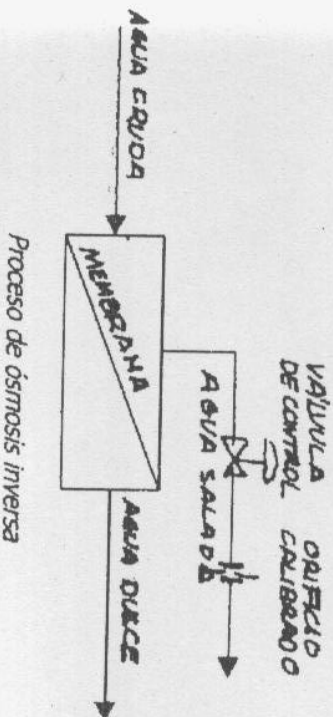 VÁLVULA
DE CONTROL
ORIFICIO
CALIBRADO
AGUA SALADA
AGUA CRUDA
MEMBRANA
AGUA DULCE
Proceso de ósmosis inversa